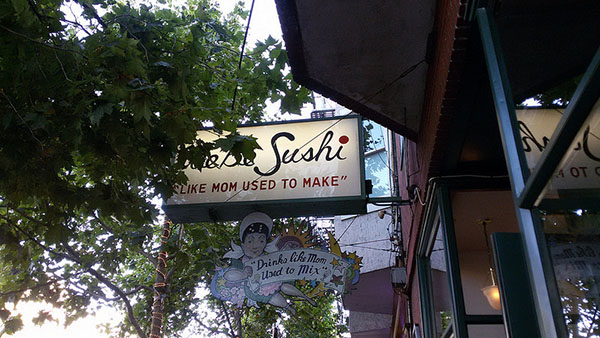 Sushi
"LIKE MOM USED TO MAKE"
"Drinks like Mom
Used to Mix"